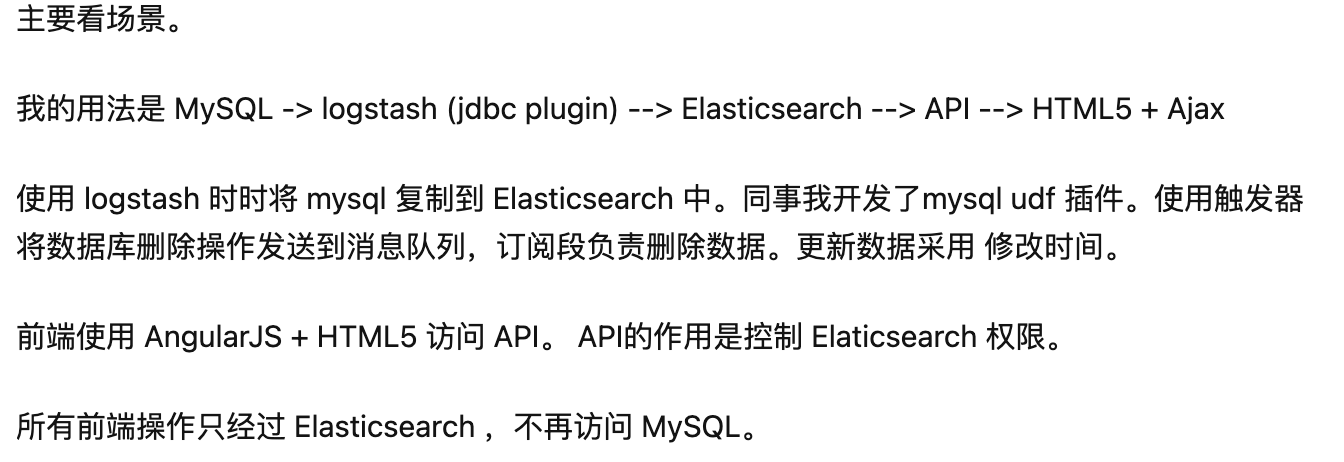 主要看场景。
我的用法是 MySQL -> logstash (jdbc plugin) --> Elasticsearch --> API --> HTML5 + Ajax
使用 logstash 时时将 mysql 复制到 Elasticsearch 中。同事我开发了mysql udf 插件。使用触发器
将数据库删除操作发送到消息队列，订阅段负责删除数据。更新数据采用 修改时间。
前端使用 AngularJS + HTML5 访问 API。 API的作用是控制 Elaticsearch 权限。
所有前端操作只经过 Elasticsearch ，不再访问 MySQL。